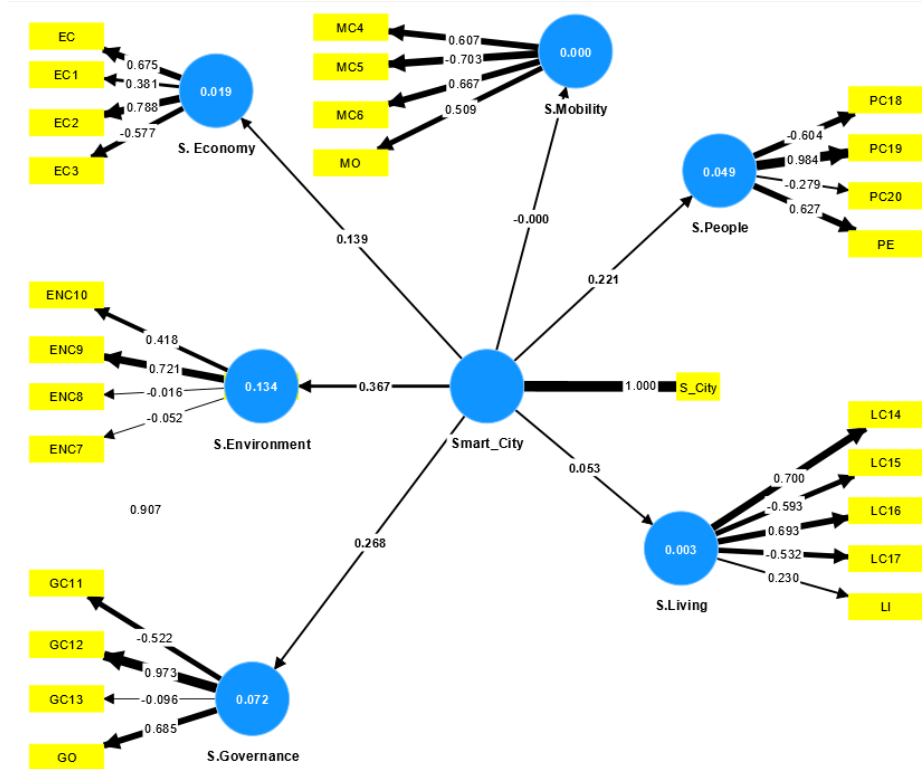 EC
EC1
EC2
EC3
0.675
0.381
0.788
-0.577
0.019
S. Economy
MC4
MC5
MC6
MO
0.607
-0.703
0.667
0.509
0.000
S.Mobility
PC18
PC19
PC20
PE
-0.604
0.984
-0.279
0.627
0.049
S.People
0.139
-0.000
0.221
ENC10
ENC9
ENC8
ENC7
0.418
0.721
-0.016
-0.052
0.134
S.Environment
0.367
Smart_City
1.000
S_City
0.053
0.268
0.907
LC14
LC15
LC16
LC17
LI
0.700
-0.593
0.693
-0.532
0.230
0.003
S.Living
GC11
GC12
GC13
GO
-0.522
0.973
-0.096
0.685
0.072
S.Governance